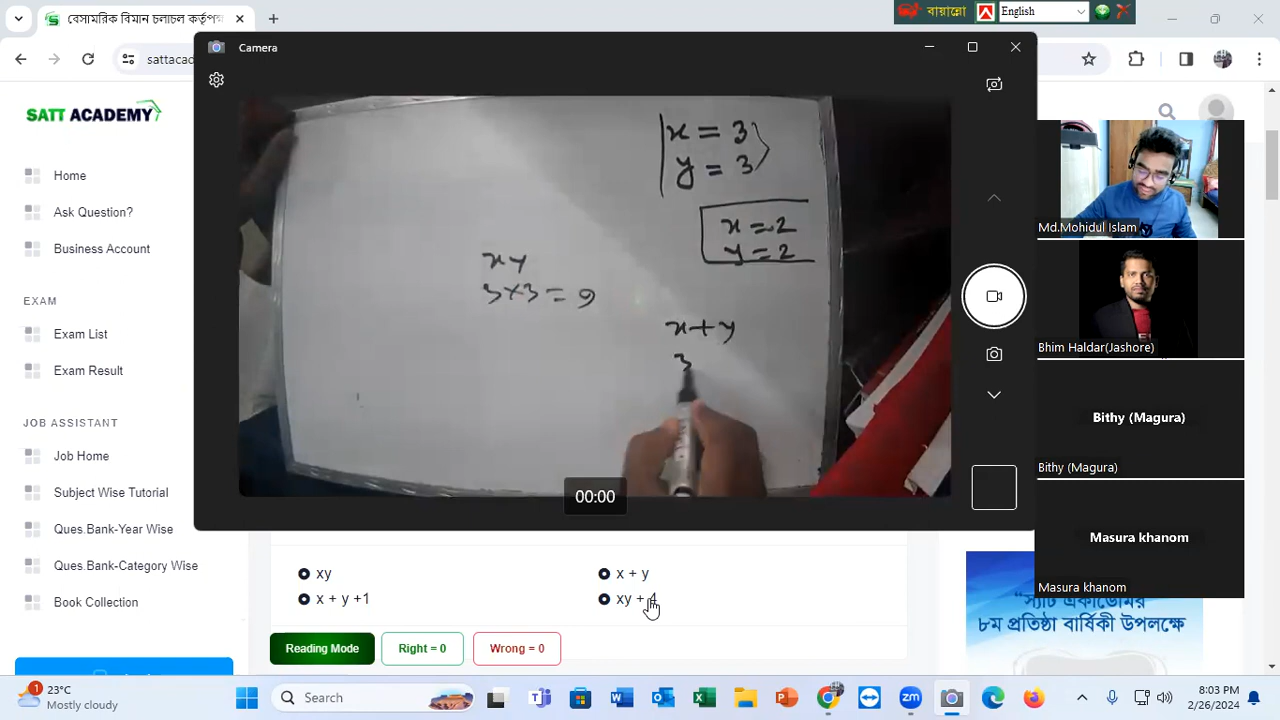 বেসামরিক বিমান চলাচল কর্তৃপক্ষ
বায়ান্নো
English
sattacad
Camera
SATT ACADEMY
Home
Ask Question?
Business Account
EXAM
Exam List
Exam Result
JOB ASSISTANT
Job Home
Subject Wise Tutorial
Ques.Bank-Year Wise
Ques.Bank-Category Wise
Book Collection
x = 3
y = 3
x = 2
y = 2
xy
3×3 = 9
x+y
3
00:00
Md.Mohidul Islam
Bhim Haldar(Jashore)
Bithy (Magura)
Bithy (Magura)
Masura khanom
Masura khanom
xy
x + y
x + y +1
xy + 4
Reading Mode
Right = 0
Wrong = 0
“স্যাট একাডেমির
৮ম প্রতিষ্ঠা বার্ষিকী উপলক্ষে
1
23°C
Mostly cloudy
Search
8:03 PM
2/26/2024